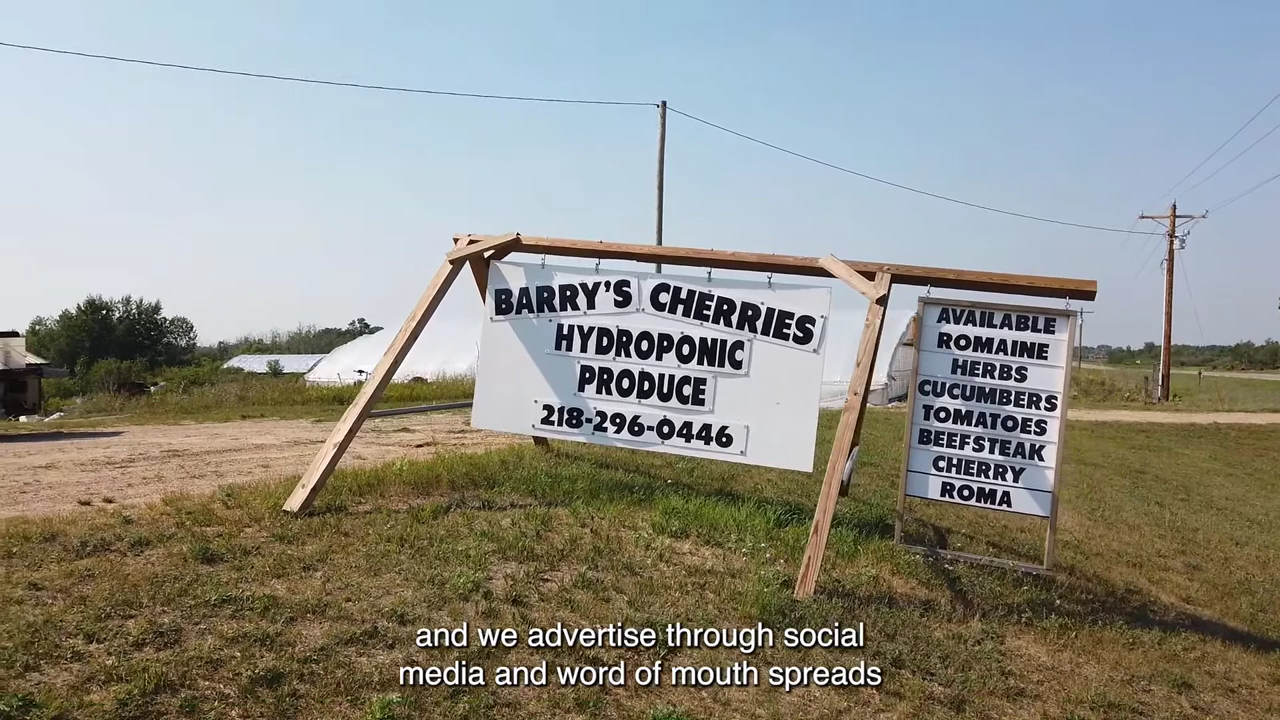 BARRY'S CHERRIES
HYDROPONIC
PRODUCE
218-296-0446
AVAILABLE
ROMAINE
HERBS
CUCUMBERS
TOMATOES
BEEFSTEAK
CHERRY
ROMA
and we advertise through social
media and word of mouth spreads